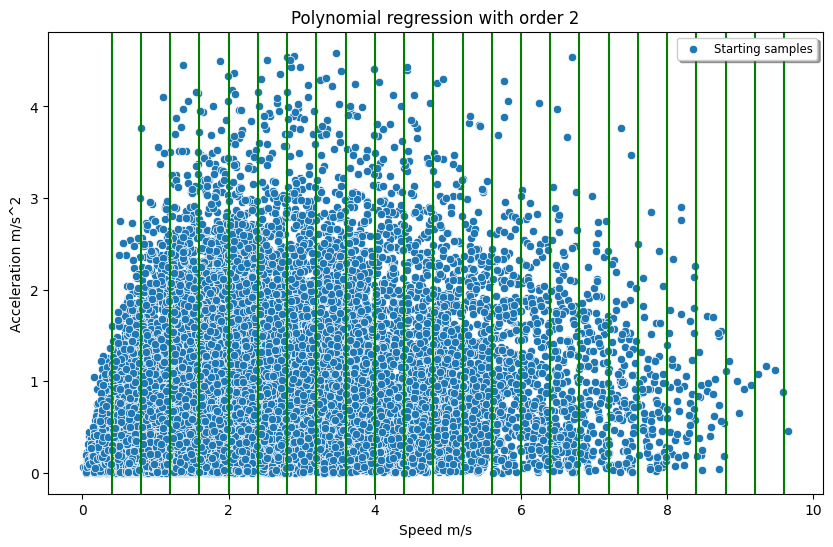 Polynomial regression with order 2
Starting samples
Acceleration m/s^2
4
3
2
1
0
0 2 4 6 8 10
Speed m/s